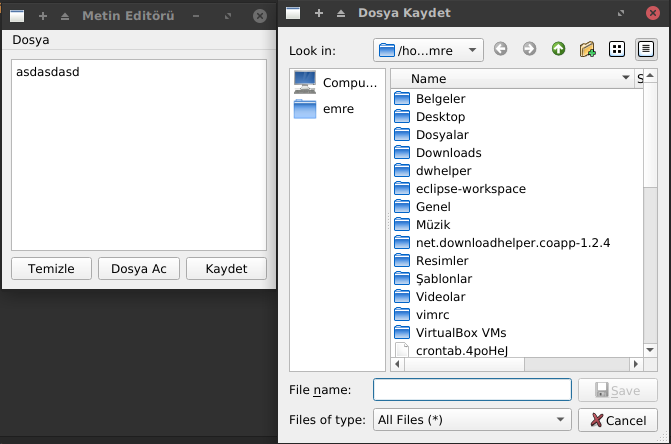 Metin Editörü
Dosya
asdasdasd
Temizle
Dosya Ac
Kaydet
Dosya Kaydet
Look in:
/ho...mre
Compu...
emre
Name
S
Belgeler
Desktop
Dosyalar
Downloads
dwhelper
eclipse-workspace
Genel
Müzik
net.downloadhelper.coapp-1.2.4
Resimler
Şablonlar
Videolar
vimrc
VirtualBox VMs
crontab.4poHeJ
File name:
Save
Files of type:
All Files (*)
Cancel